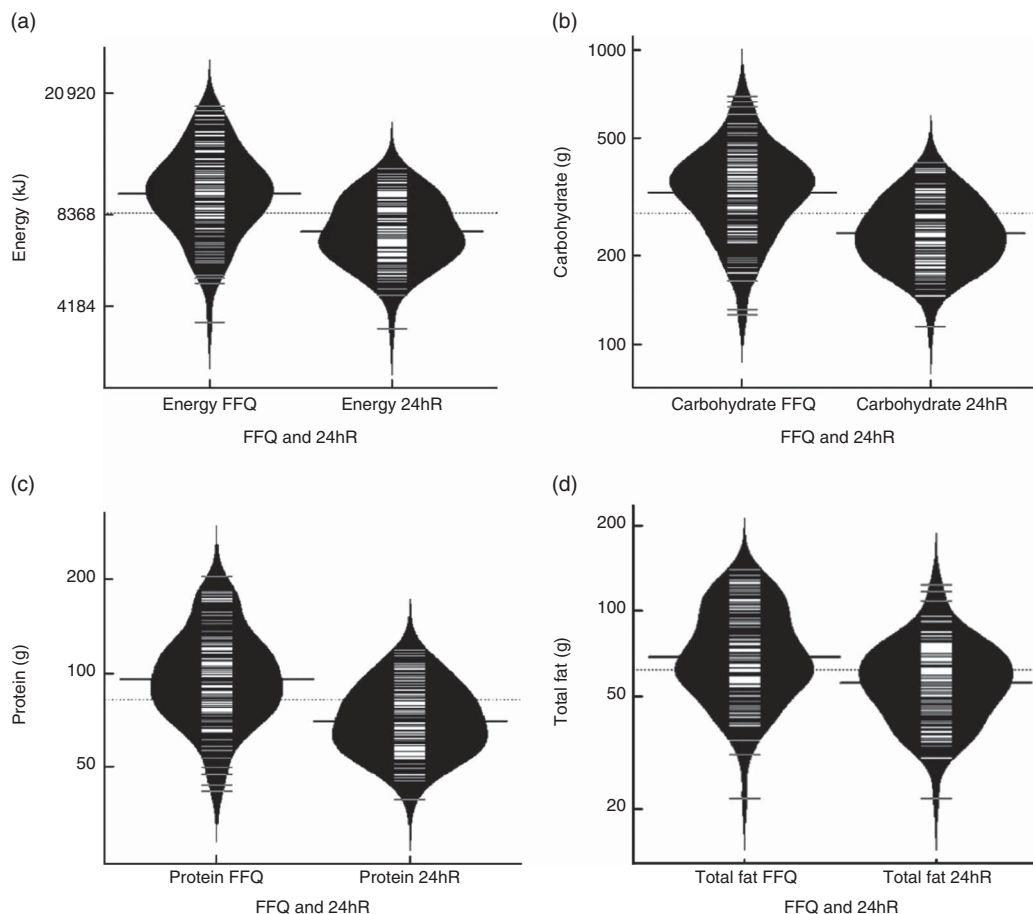 (a)
Energy (kJ)
20 920
8368
4184
Energy FFQ
Energy 24hR
FFQ and 24hR
(b)
Carbohydrate (g)
1000
500
200
100
Carbohydrate FFQ
Carbohydrate 24hR
FFQ and 24hR
(c)
Protein (g)
200
100
50
Protein FFQ
Protein 24hR
FFQ and 24hR
(d)
Total fat (g)
200
100
50
20
Total fat FFQ
Total fat 24hR
FFQ and 24hR